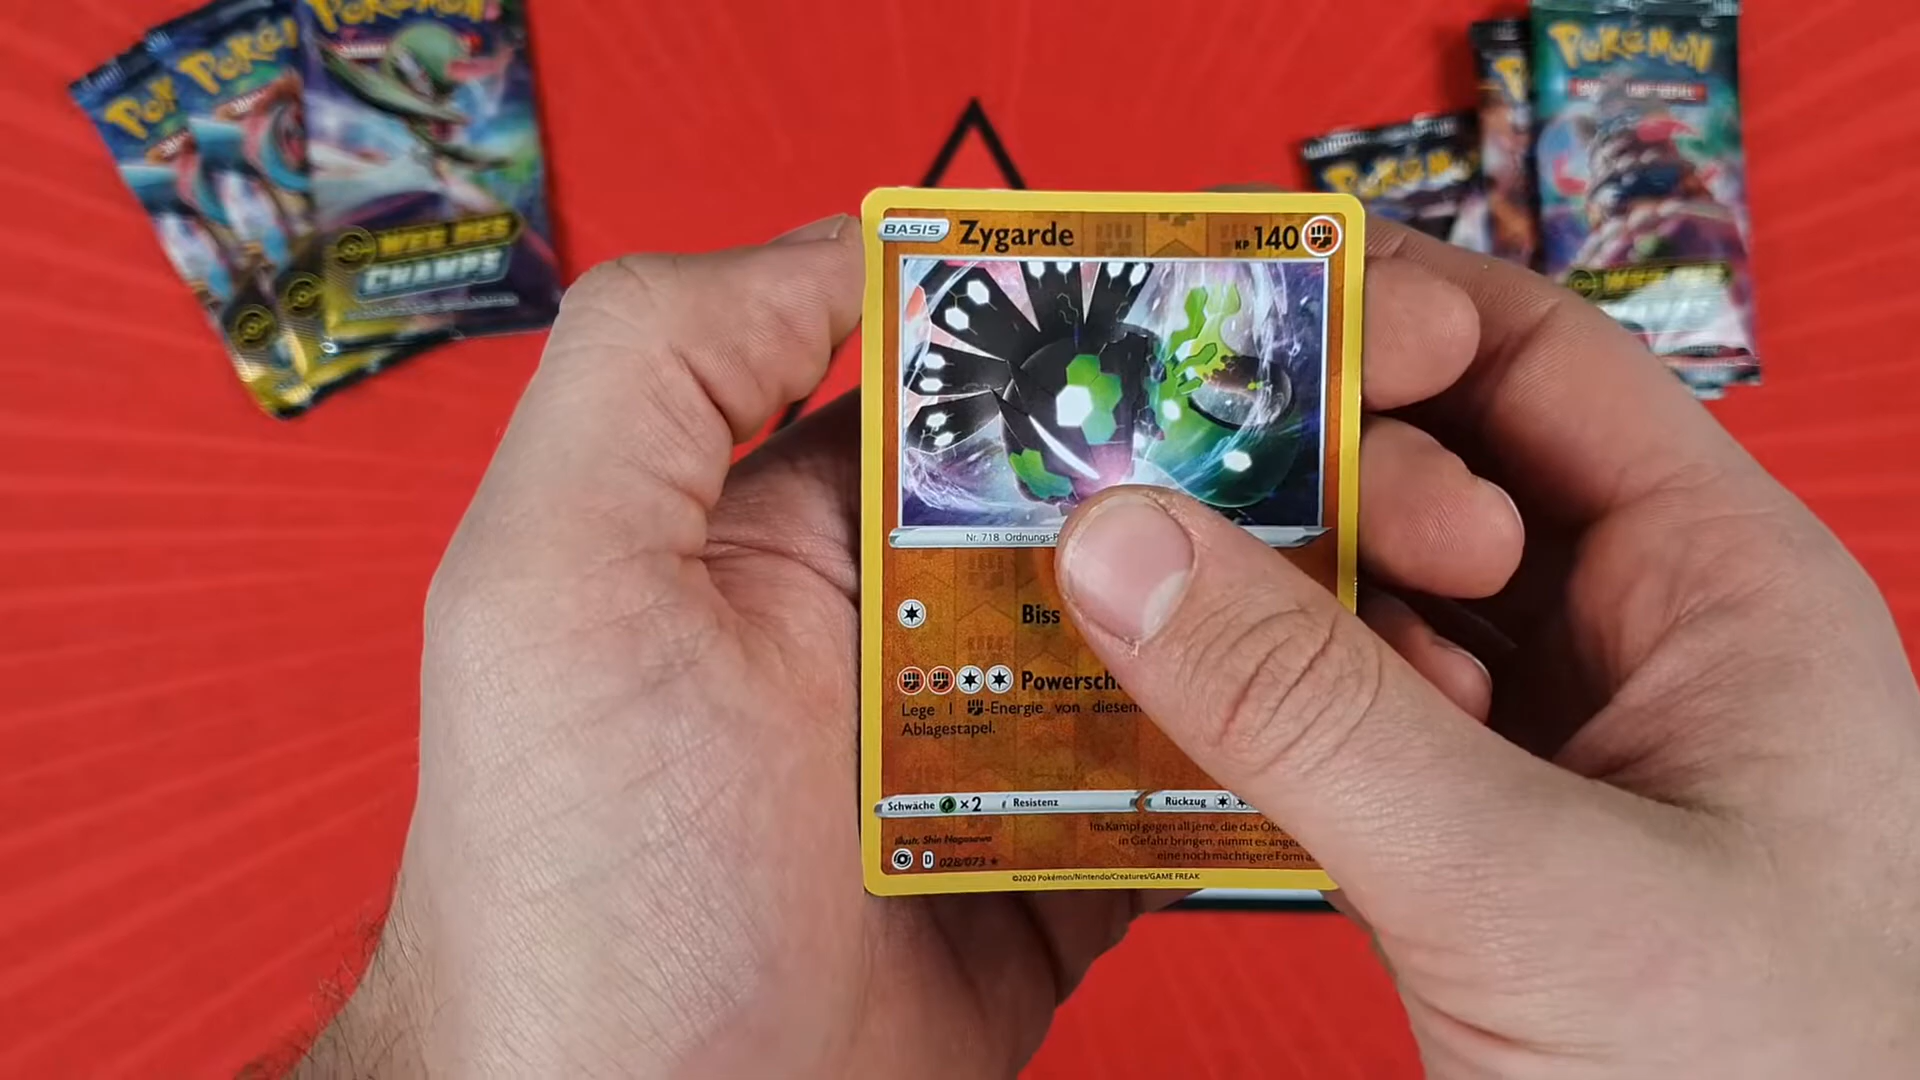 POKÉMON
WEG DES
CHAMPS
POKÉMON
BASIS Zygarde KP 140
Nr. 718 Ordnungs-
Biss
Powersch
Lege 1 -Energie von diesem
Ablagestapel.
Schwäche ×2 Resistenz Rückzug
Illustr. Shin Nagasawa
Im Kampf gegen all jene, die das
in Gefahr bringen, nimmt es
eine noch mächtigere Form
D 028/073 ★
©2020 Pokémon/Nintendo/Creatures/GAME FREAK